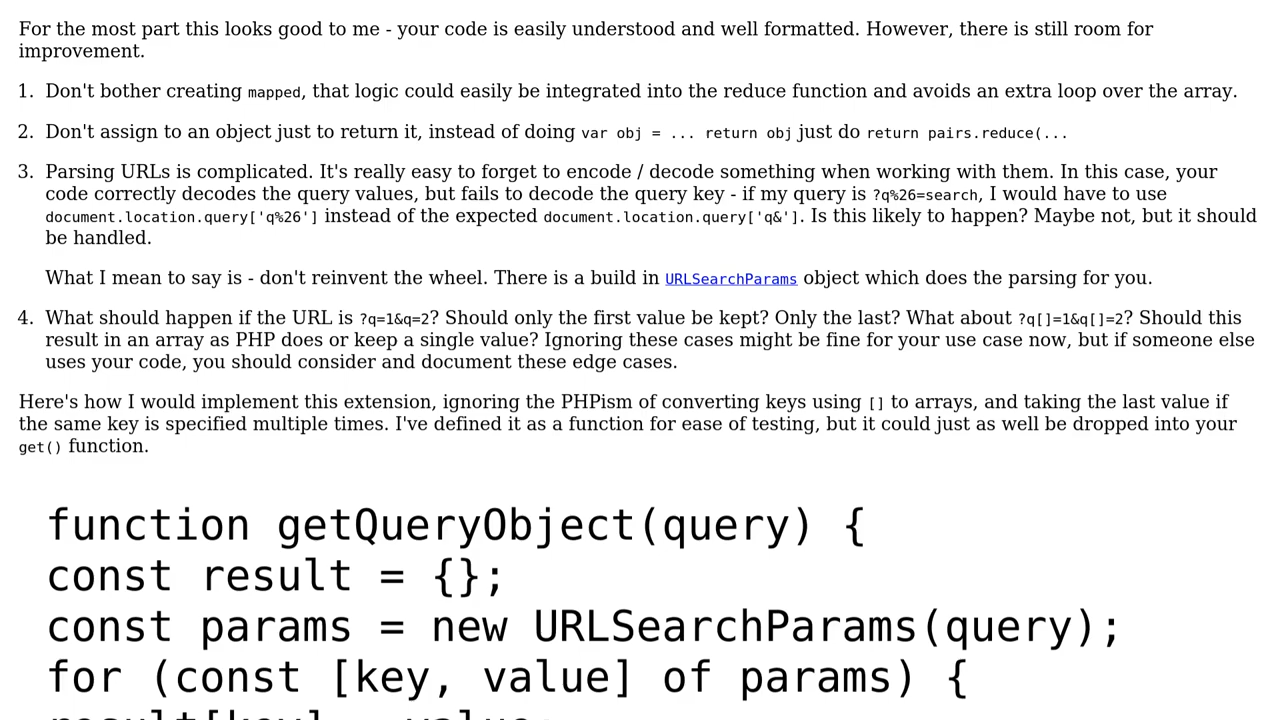 For the most part this looks good to me - your code is easily understood and well formatted. However, there is still room for
improvement.
1. Don't bother creating mapped, that logic could easily be integrated into the reduce function and avoids an extra loop over the array.
2. Don't assign to an object just to return it, instead of doing var obj = ... return obj just do return pairs.reduce(...
3. Parsing URLs is complicated. It's really easy to forget to encode / decode something when working with them. In this case, your
code correctly decodes the query values, but fails to decode the query key - if my query is ?q%26=search, I would have to use
document.location.query['q%26'] instead of the expected document.location.query['q&']. Is this likely to happen? Maybe not, but it should
be handled.
What I mean to say is - don't reinvent the wheel. There is a build in URLSearchParams object which does the parsing for you.
4. What should happen if the URL is ?q=1&q=2? Should only the first value be kept? Only the last? What about ?q[]=1&q[]=2? Should this
result in an array as PHP does or keep a single value? Ignoring these cases might be fine for your use case now, but if someone else
uses your code, you should consider and document these edge cases.
Here's how I would implement this extension, ignoring the PHPism of converting keys using [] to arrays, and taking the last value if
the same key is specified multiple times. I've defined it as a function for ease of testing, but it could just as well be dropped into your
get() function.
function getQueryObject(query) {
const result = {};
const params = new URLSearchParams(query);
for (const [key, value] of params) {
result[key] = value;